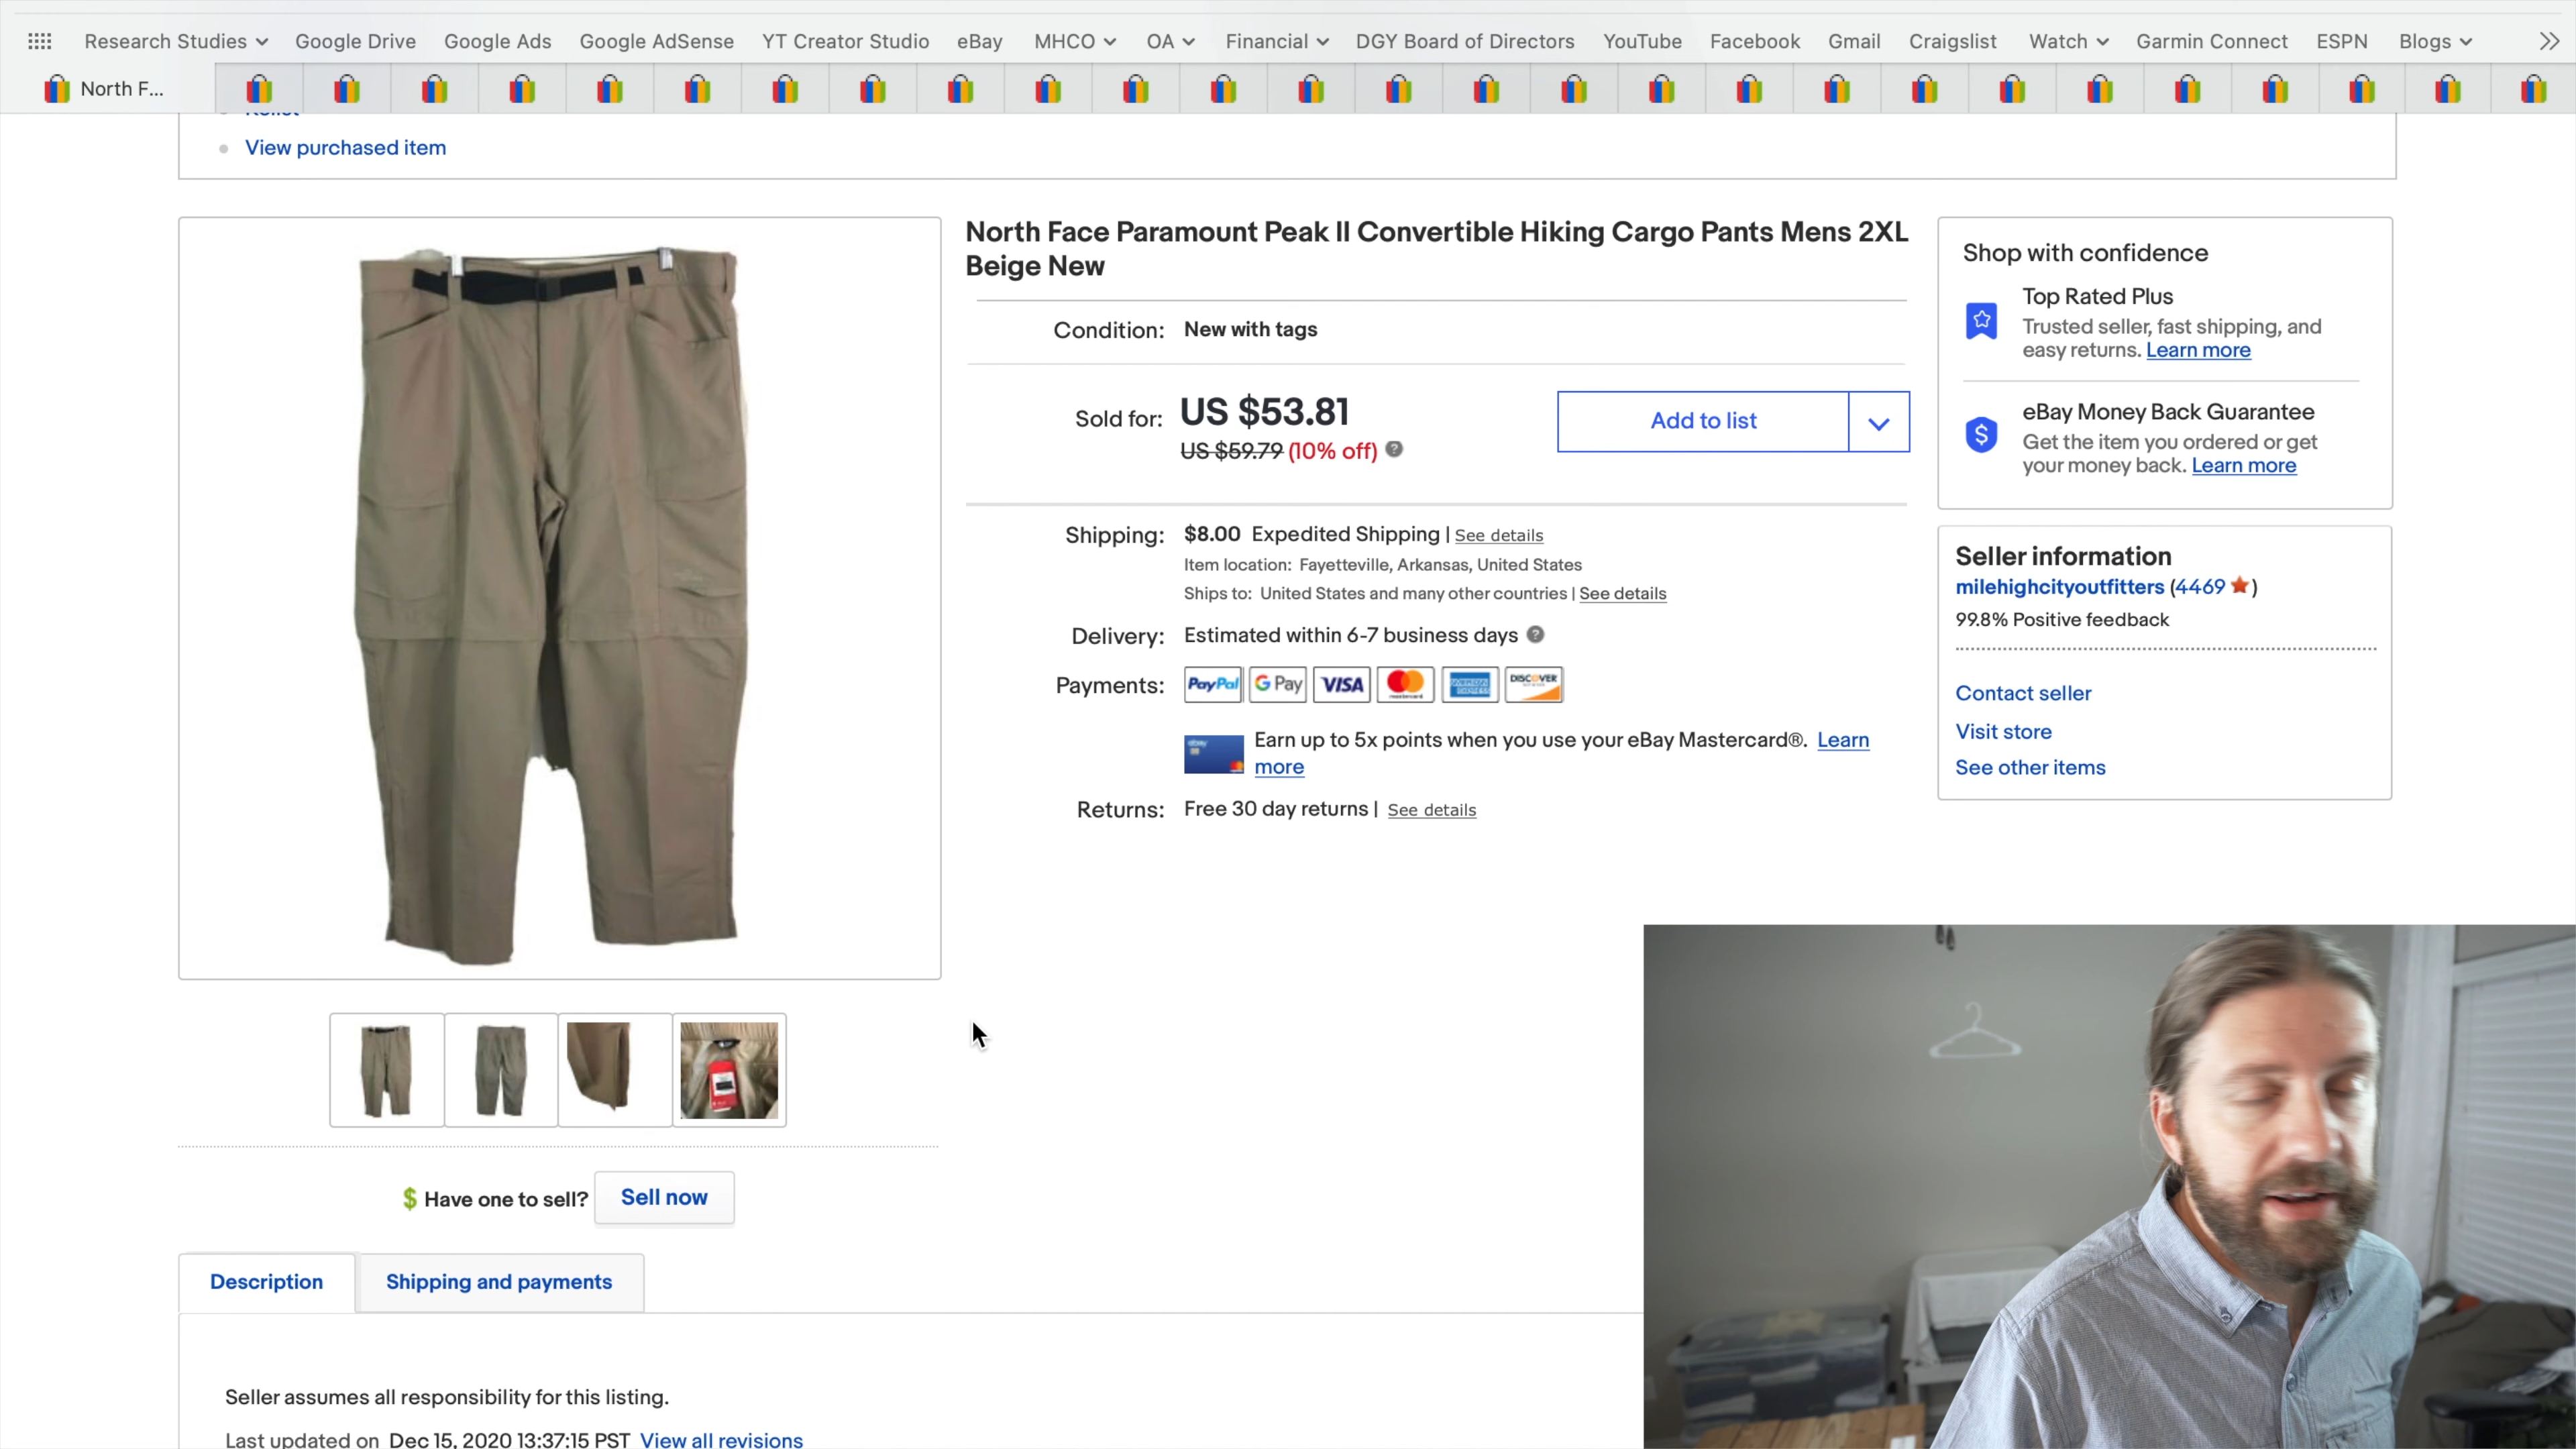 Research Studies Google Drive Google Ads Google AdSense YT Creator Studio eBay MHCO OA Financial DGY Board of Directors YouTube Facebook Gmail Craigslist Watch Garmin Connect ESPN Blogs
North F...
View purchased item
North Face Paramount Peak II Convertible Hiking Cargo Pants Mens 2XL
Beige New
Condition: New with tags
Sold for: US $53.81
US $59.79 (10% off)
Add to list
Shipping: $8.00 Expedited Shipping | See details
Item location: Fayetteville, Arkansas, United States
Ships to: United States and many other countries | See details
Delivery: Estimated within 6-7 business days
Payments: PayPal G Pay VISA mastercard AMERICAN EXPRESS DISCOVER
ebay
Earn up to 5x points when you use your eBay Mastercard®. Learn
more
Returns: Free 30 day returns | See details
Shop with confidence
Top Rated Plus
Trusted seller, fast shipping, and
easy returns. Learn more
eBay Money Back Guarantee
Get the item you ordered or get
your money back. Learn more
Seller information
milehighcityoutfitters (4469)
99.8% Positive feedback
Contact seller
Visit store
See other items
$ Have one to sell? Sell now
Description Shipping and payments
Seller assumes all responsibility for this listing.
Last updated on Dec 15, 2020 13:37:15 PST View all revisions